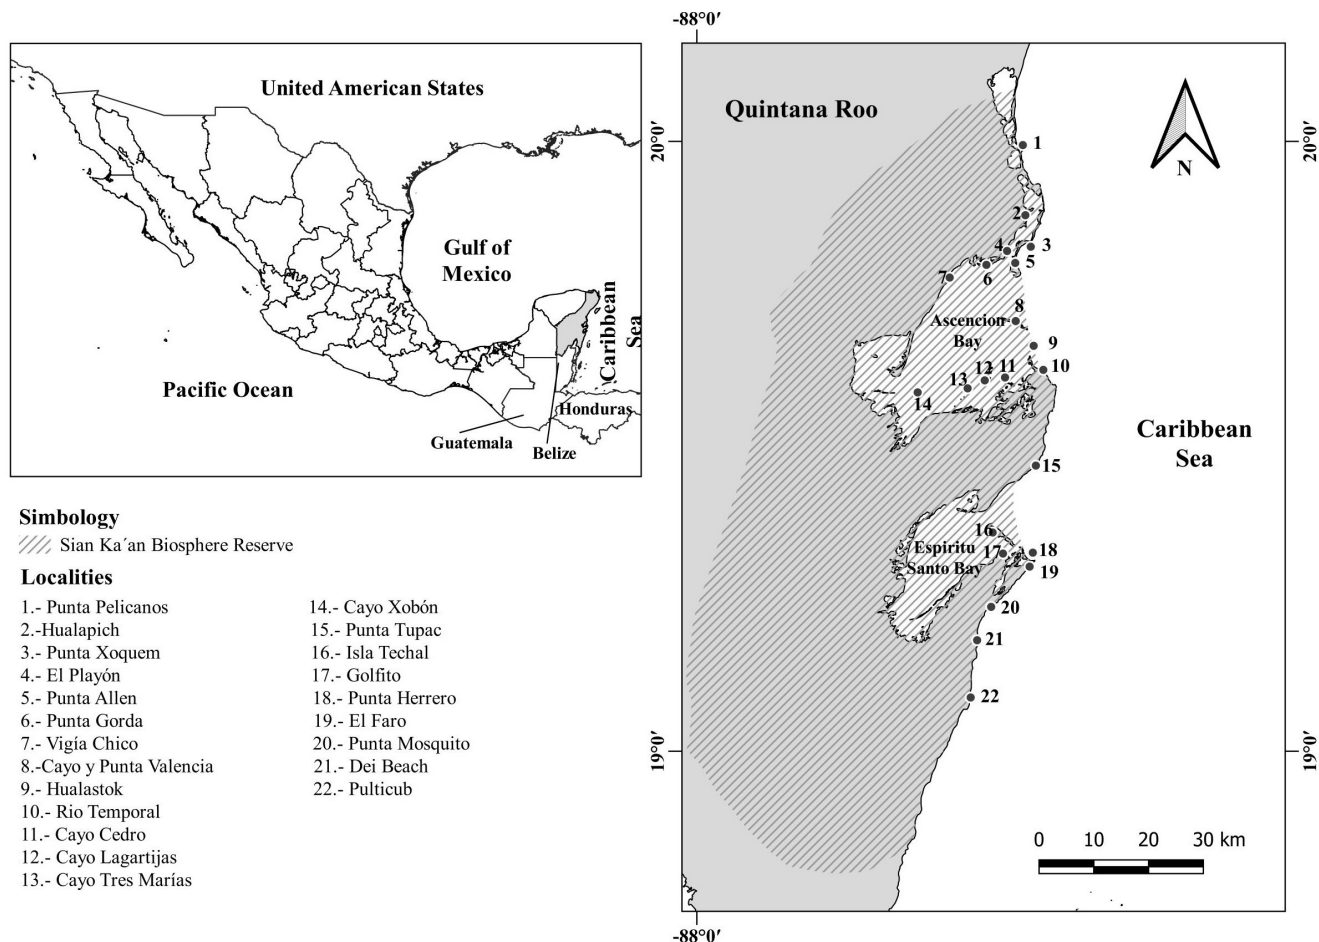 United American States
Gulf of
Mexico
Caribbean
Sea
Pacific Ocean
Honduras
Guatemala
Belize
Simbology
Sian Ka´an Biosphere Reserve
Localities
1.- Punta Pelicanos
2.-Hualapich
3.- Punta Xoquem
4.- El Playón
5.- Punta Allen
6.- Punta Gorda
7.- Vigía Chico
8.-Cayo y Punta Valencia
9.- Hualastok
10.- Rio Temporal
11.- Cayo Cedro
12.- Cayo Lagartijas
13.- Cayo Tres Marías
14.- Cayo Xobón
15.- Punta Tupac
16.- Isla Techal
17.- Golfito
18.- Punta Herrero
19.- El Faro
20.- Punta Mosquito
21.- Dei Beach
22.- Pulticub
-88°0′
Quintana Roo
N
20°0′
20°0′
1
2
3
4
5
6
7
8
Ascencion
Bay
9
10
11
12
13
14
Caribbean
Sea
15
16
Espiritu
Santo Bay
17
18
19
20
21
22
19°0′
19°0′
0 10 20 30 km
-88°0′